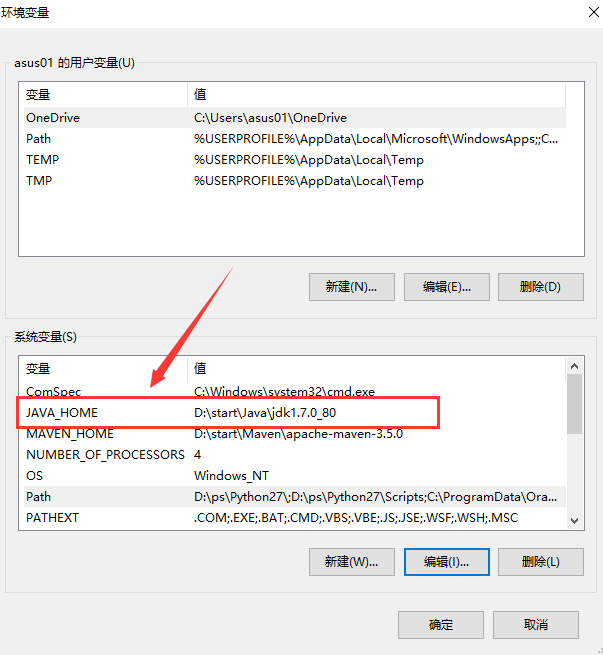 环境变量
asus01 的用户变量(U)
变量 值
OneDrive C:\Users\asus01\OneDrive
Path %USERPROFILE%\AppData\Local\Microsoft\WindowsApps;;C...
TEMP %USERPROFILE%\AppData\Local\Temp
TMP %USERPROFILE%\AppData\Local\Temp
新建(N)... 编辑(E)... 删除(D)
系统变量(S)
变量 值
ComSpec C:\Windows\system32\cmd.exe
JAVA_HOME D:\start\Java\jdk1.7.0_80
MAVEN_HOME D:\start\Maven\apache-maven-3.5.0
NUMBER_OF_PROCESSORS 4
OS Windows_NT
Path D:\ps\Python27\;D:\ps\Python27\Scripts;C:\ProgramData\Ora...
PATHEXT .COM;.EXE;.BAT;.CMD;.VBS;.VBE;.JS;.JSE;.WSF;.WSH;.MSC
新建(W)... 编辑(I)... 删除(L)
确定 取消